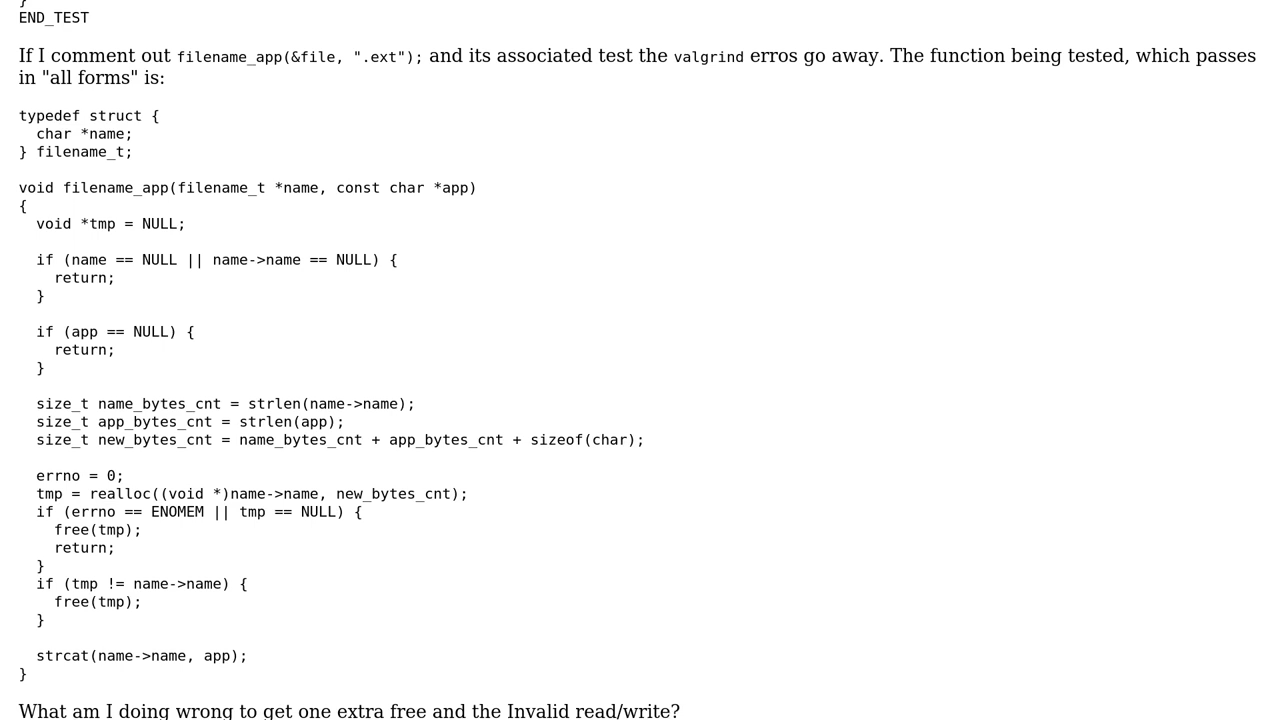 }
END_TEST
If I comment out filename_app(&file, ".ext"); and its associated test the valgrind erros go away. The function being tested, which passes
in "all forms" is:
typedef struct {
  char *name;
} filename_t;
void filename_app(filename_t *name, const char *app)
{
  void *tmp = NULL;
  if (name == NULL || name->name == NULL) {
    return;
  }
  if (app == NULL) {
    return;
  }
  size_t name_bytes_cnt = strlen(name->name);
  size_t app_bytes_cnt = strlen(app);
  size_t new_bytes_cnt = name_bytes_cnt + app_bytes_cnt + sizeof(char);
  errno = 0;
  tmp = realloc((void *)name->name, new_bytes_cnt);
  if (errno == ENOMEM || tmp == NULL) {
    free(tmp);
    return;
  }
  if (tmp != name->name) {
    free(tmp);
  }
  strcat(name->name, app);
}
What am I doing wrong to get one extra free and the Invalid read/write?